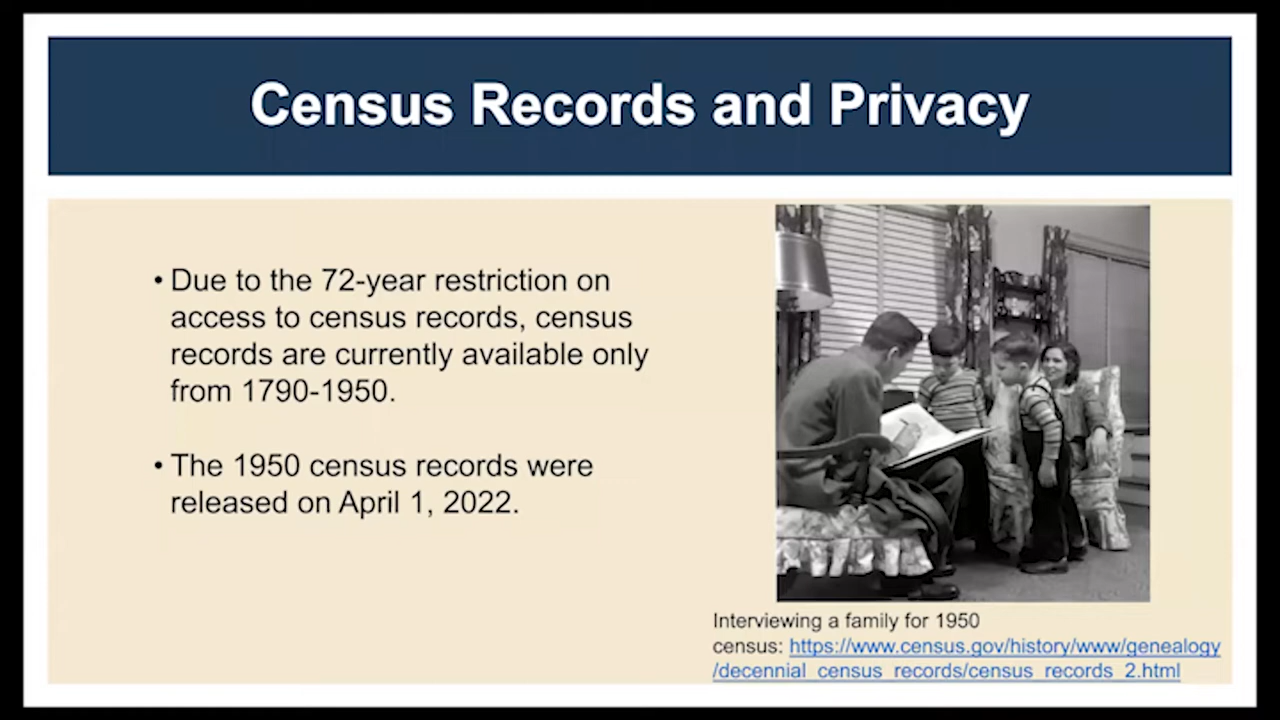 Census Records and Privacy
• Due to the 72-year restriction on
access to census records, census
records are currently available only
from 1790-1950.
• The 1950 census records were
released on April 1, 2022.
Interviewing a family for 1950
census: https://www.census.gov/history/www/genealogy
/decennial_census_records/census_records_2.html